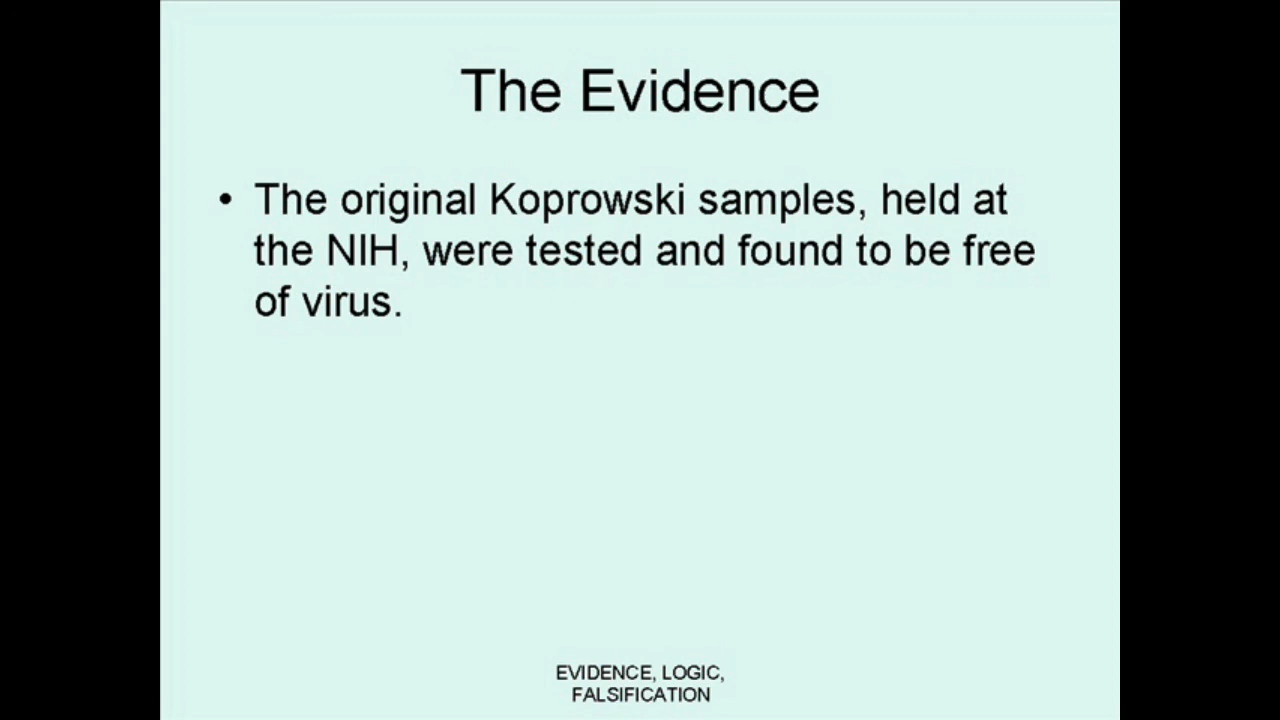 The Evidence
• The original Koprowski samples, held at
the NIH, were tested and found to be free
of virus.
EVIDENCE, LOGIC,
FALSIFICATION